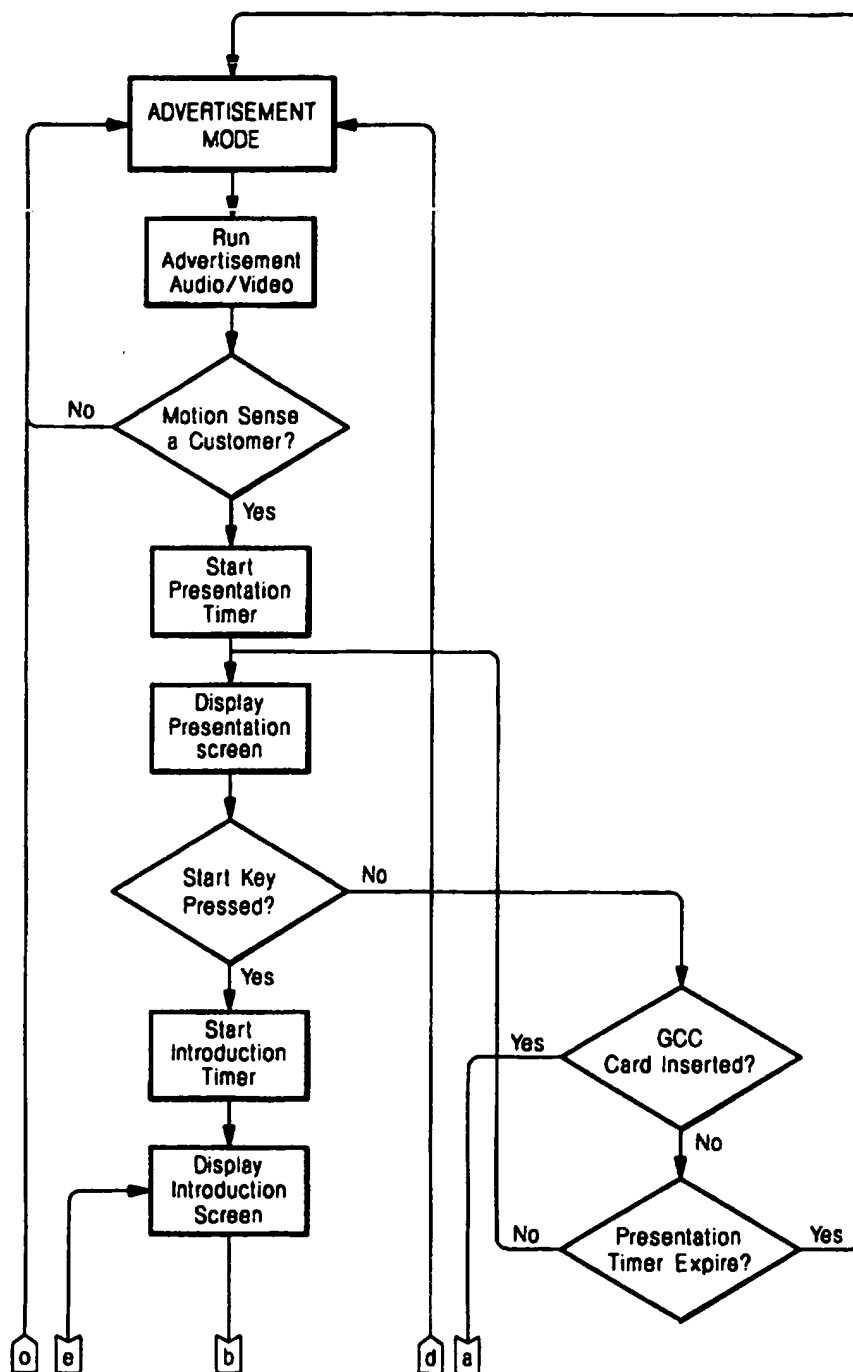 ADVERTISEMENT
MODE
Run
Advertisement
Audio/Video
No
Motion Sense
a Customer?
Yes
Start
Presentation
Timer
Display
Presentation
screen
Start Key
Pressed?
No
Yes
Start
Introduction
Timer
Yes
GCC
Card Inserted?
No
Display
Introduction
Screen
No
Presentation
Timer Expire?
Yes
o
e
b
d
a